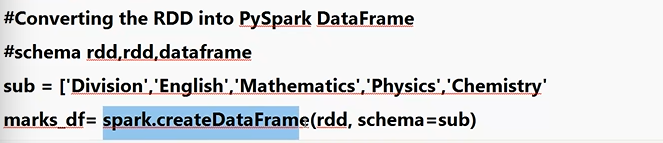 #Converting the RDD into PySpark DataFrame
#schema rdd,rdd,dataframe
sub = ['Division','English','Mathematics','Physics','Chemistry'
marks_df= spark.createDataFrame(rdd, schema=sub)